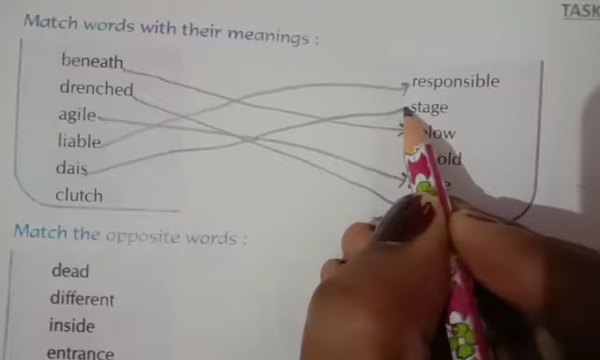 TASK
Match words with their meanings :
beneath
drenched
agile
liable
dais
clutch
responsible
stage
Match the opposite words :
dead
different
inside
entrance